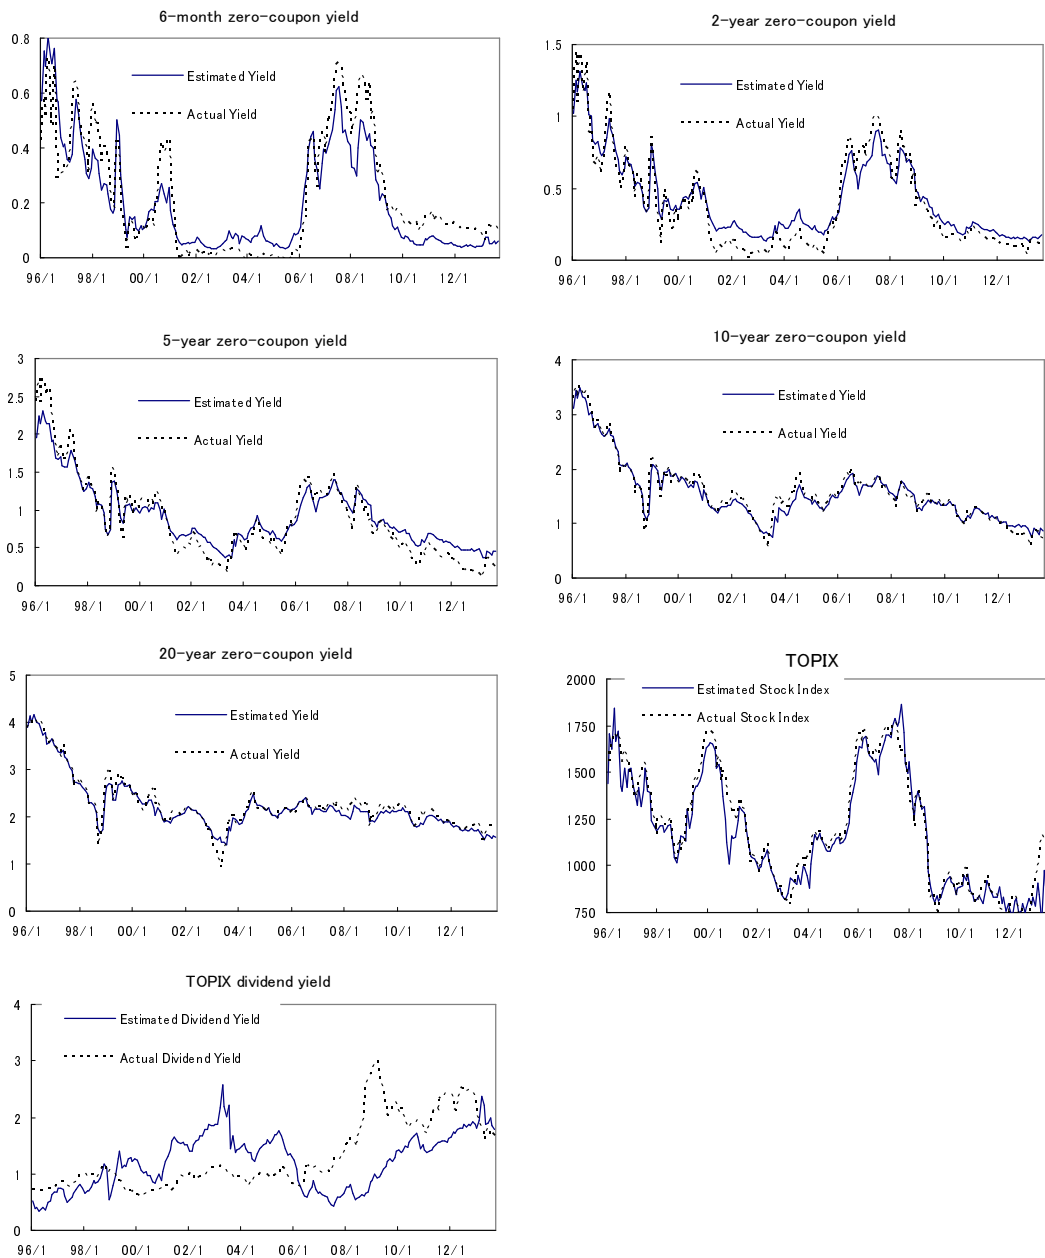 6-month zero-coupon yield
0.8
0.6
0.4
0.2
0
Estimated Yield
Actual Yield
96/1 98/1 00/1 02/1 04/1 06/1 08/1 10/1 12/1
2-year zero-coupon yield
1.5
1
0.5
0
Estimated Yield
Actual Yield
96/1 98/1 00/1 02/1 04/1 06/1 08/1 10/1 12/1
5-year zero-coupon yield
3
2.5
2
1.5
1
0.5
0
Estimated Yield
Actual Yield
96/1 98/1 00/1 02/1 04/1 06/1 08/1 10/1 12/1
10-year zero-coupon yield
4
3
2
1
0
Estimated Yield
Actual Yield
96/1 98/1 00/1 02/1 04/1 06/1 08/1 10/1 12/1
20-year zero-coupon yield
5
4
3
2
1
0
Estimated Yield
Actual Yield
96/1 98/1 00/1 02/1 04/1 06/1 08/1 10/1 12/1
TOPIX
2000
1750
1500
1250
1000
750
Estimated Stock Index
Actual Stock Index
96/1 98/1 00/1 02/1 04/1 06/1 08/1 10/1 12/1
TOPIX dividend yield
4
3
2
1
0
Estimated Dividend Yield
Actual Dividend Yield
96/1 98/1 00/1 02/1 04/1 06/1 08/1 10/1 12/1